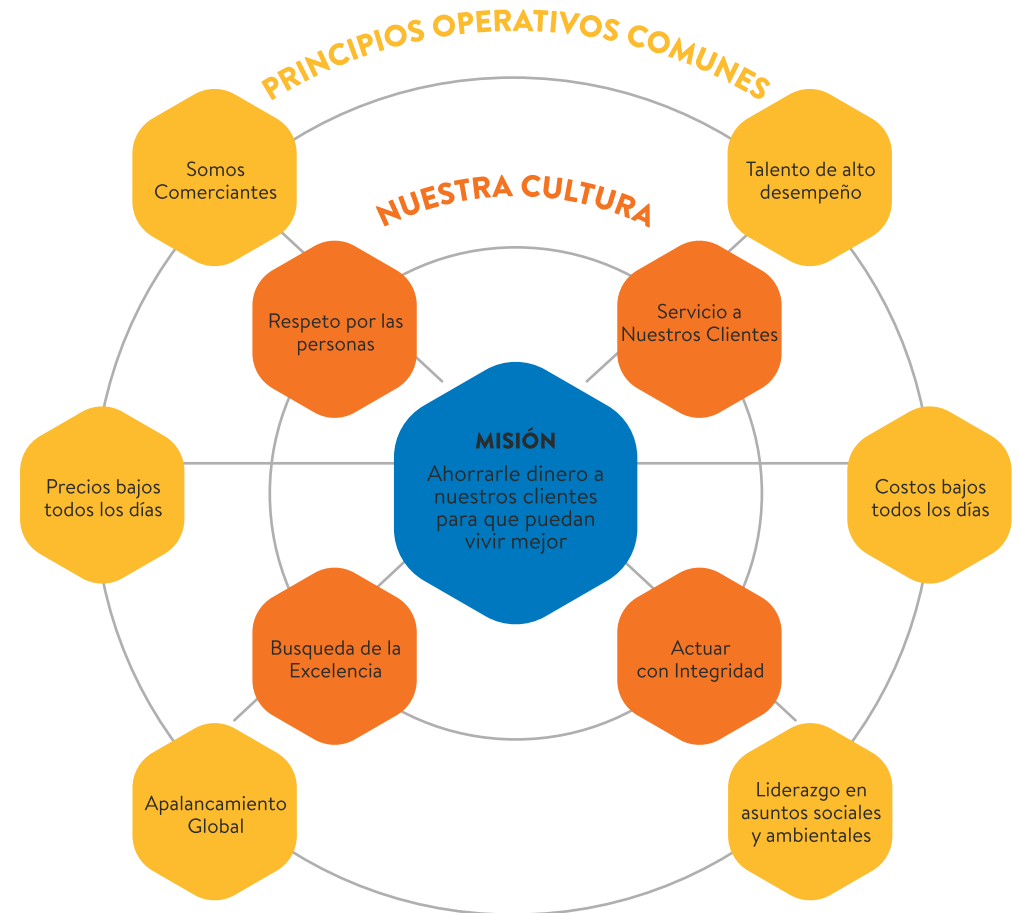 PRINCIPIOS OPERATIVOS COMUNES
Somos
Comerciantes
Talento de alto
desempeño
NUESTRA CULTURA
Respeto por las
personas
Servicio a
Nuestros Clientes
MISIÓN
Ahorrarle dinero a
nuestros clientes
para que puedan
vivir mejor
Precios bajos
todos los días
Costos bajos
todos los días
Busqueda de la
Excelencia
Actuar
con Integridad
Apalancamiento
Global
Liderazgo en
asuntos sociales
y ambientales